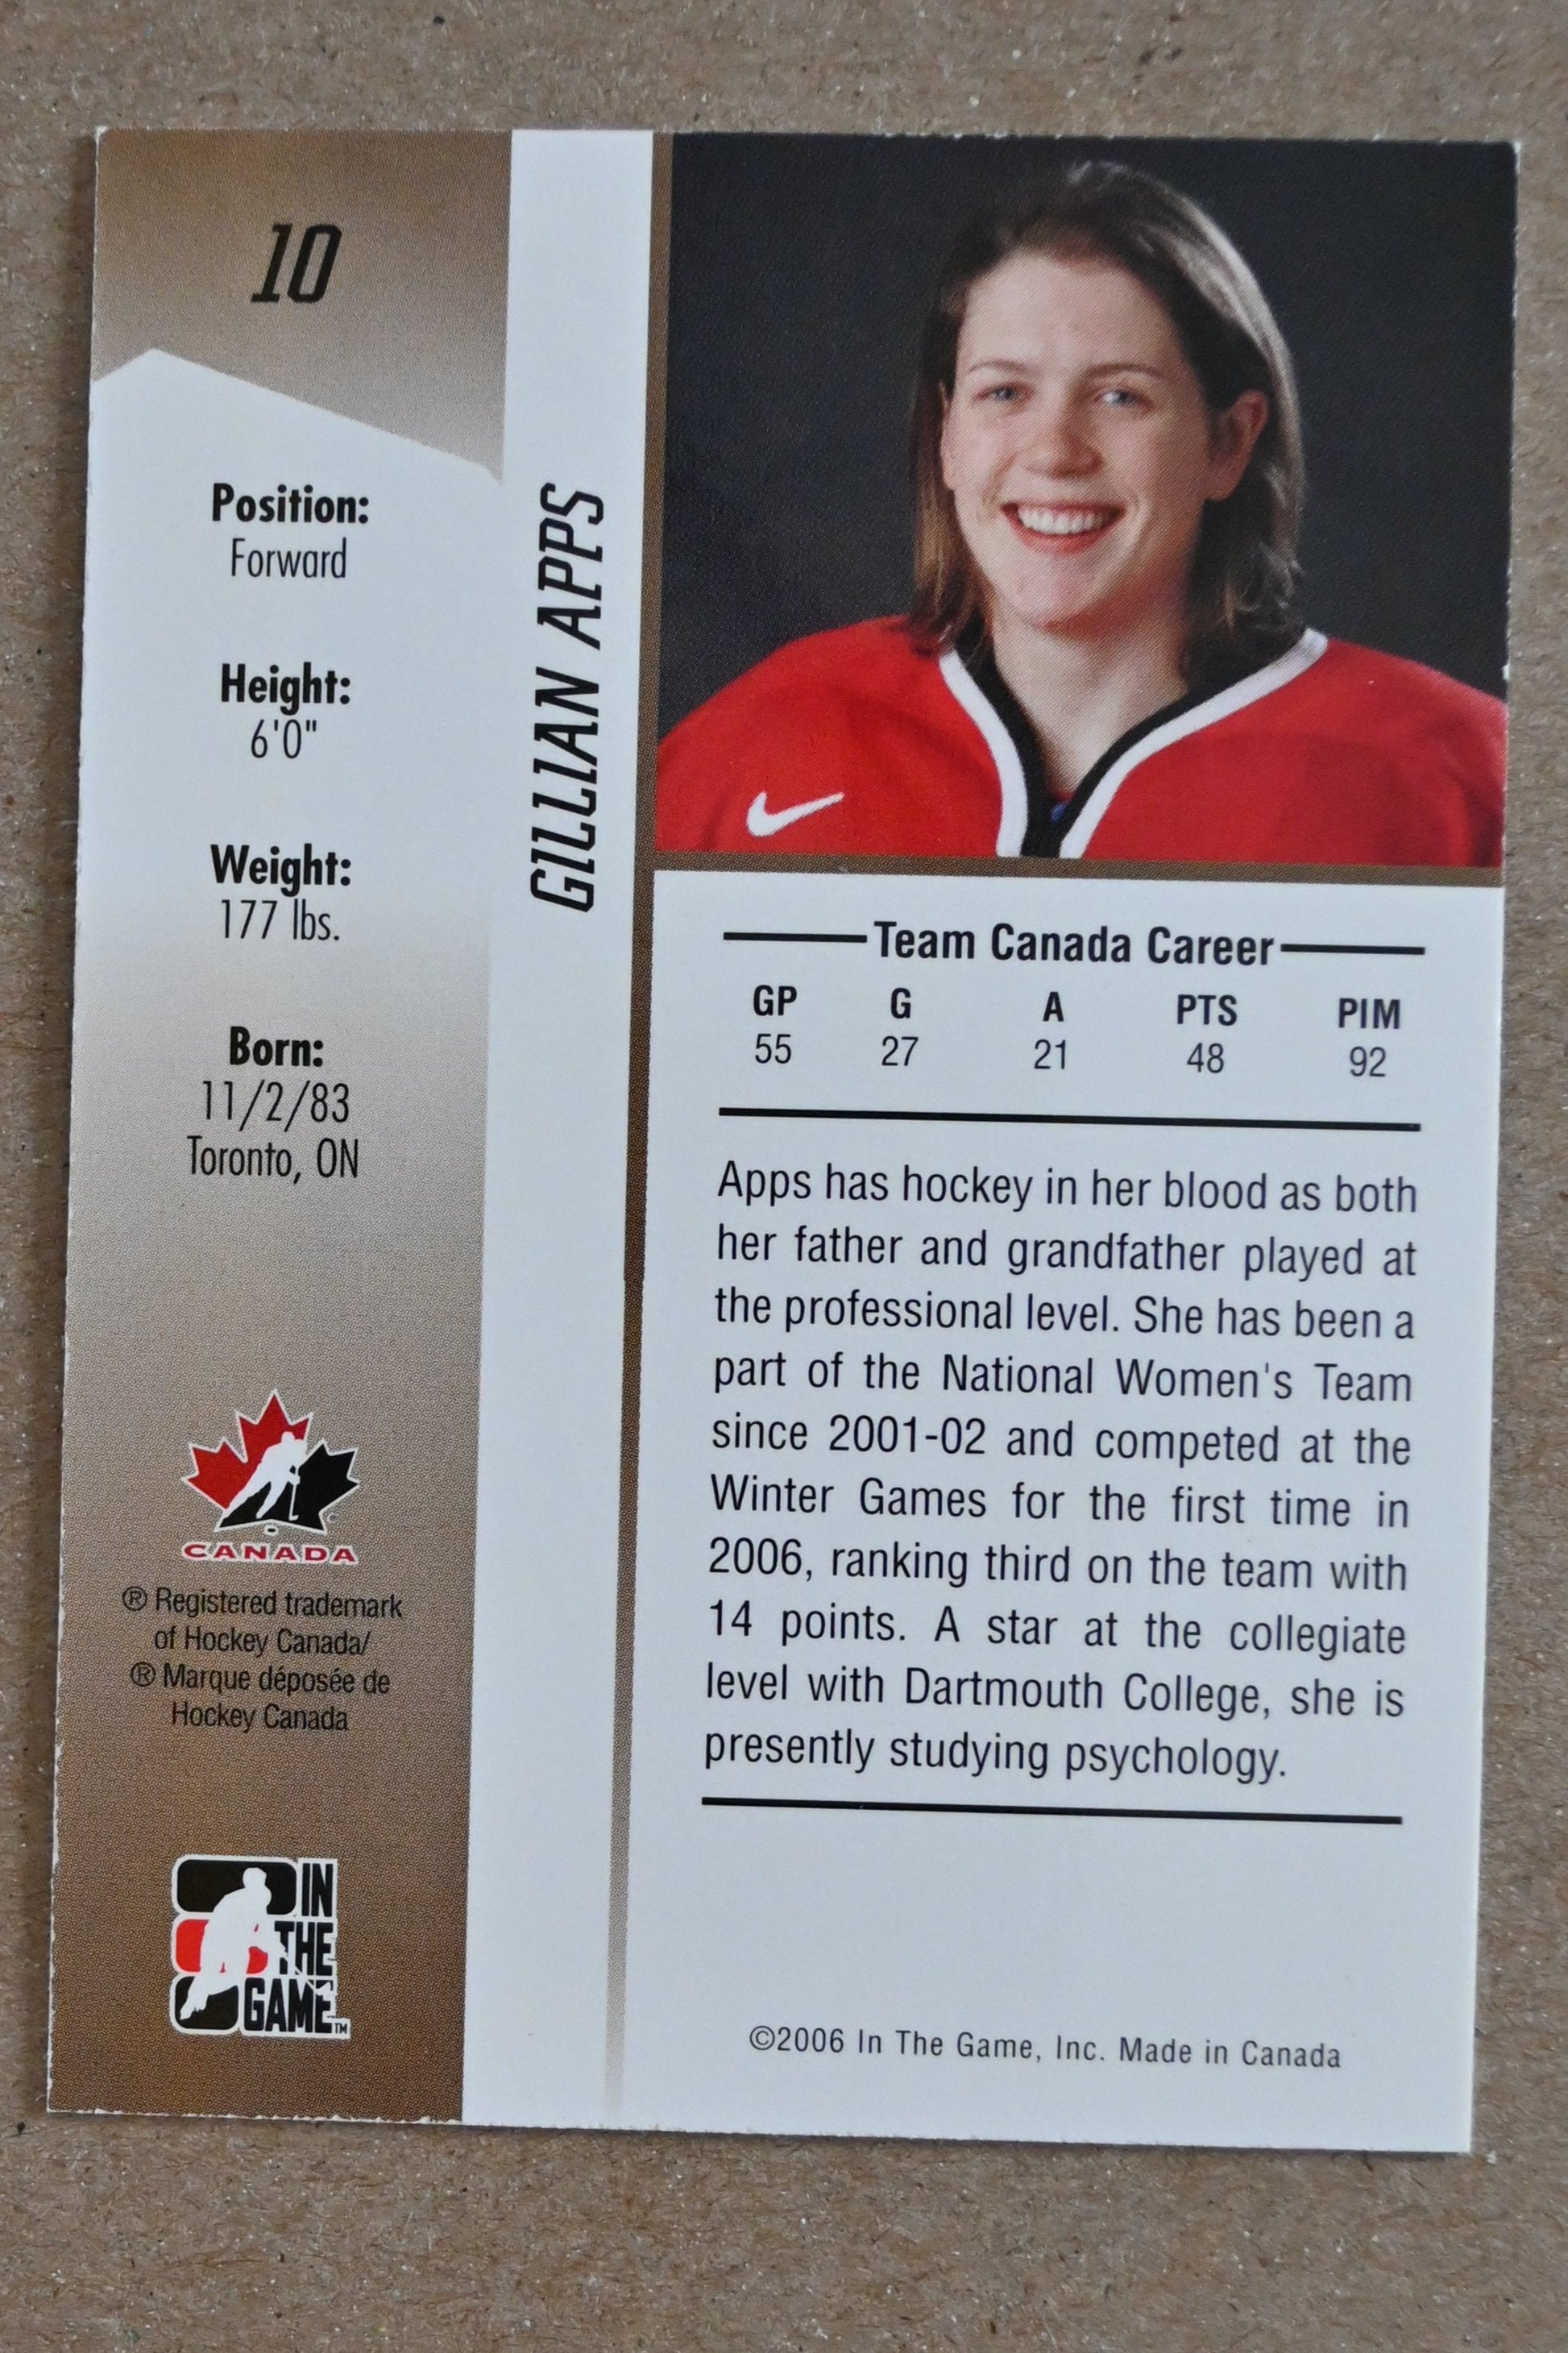 10
Position:
Forward
Height:
6'0"
Weight:
177 lbs.
Born:
11/2/83
Toronto, ON
CANADA
® Registered trademark
of Hockey Canada/
® Marque déposée de
Hockey Canada
IN
THE
GAME™
GILLIAN APPS
Team Canada Career
GP G A PTS PIM
55 27 21 48 92
Apps has hockey in her blood as both
her father and grandfather played at
the professional level. She has been a
part of the National Women's Team
since 2001-02 and competed at the
Winter Games for the first time in
2006, ranking third on the team with
14 points. A star at the collegiate
level with Dartmouth College, she is
presently studying psychology.
©2006 In The Game, Inc. Made in Canada